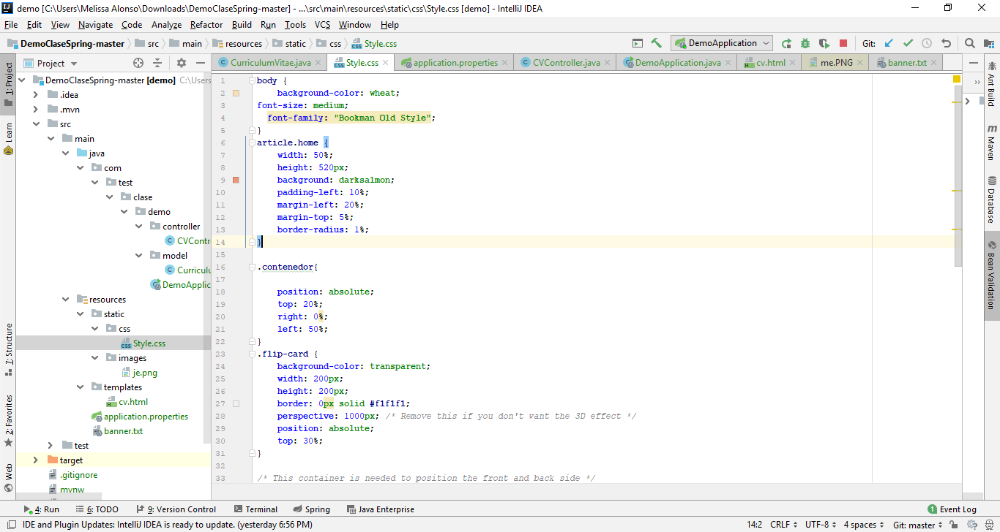 demo [C:\Users\Melissa Alonso\Downloads\DemoClaseSpring-master] - ...\src\main\resources\static\css\Style.css [demo] - IntelliJ IDEA
File Edit View Navigate Code Analyze Refactor Build Run Tools VCS Window Help
DemoClaseSpring-master src main resources static css Style.css DemoApplication Git:
Project CurriculumVitae.java Style.css application.properties CVController.java DemoApplication.java cv.html me.PNG banner.txt
1: Project
Learn
7: Structure
2: Favorites
Web
DemoClaseSpring-master [demo] C:\Users
.idea
.mvn
src
main
java
com
test
clase
demo
controller
CVContr
model
Curriculu
DemoApplic
resources
static
css
Style.css
images
je.png
templates
cv.html
application.properties
banner.txt
test
target
.gitignore
mvnw
1 body {
2 background-color: wheat;
3 font-size: medium;
4 font-family: "Bookman Old Style";
5 }
6 article.home {
7 width: 50%;
8 height: 520px;
9 background: darksalmon;
10 padding-left: 10%;
11 margin-left: 20%;
12 margin-top: 5%;
13 border-radius: 1%;
14 }
15
16 .contenedor{
17
18 position: absolute;
19 top: 20%;
20 right: 0%;
21 left: 50%;
22 }
23 .flip-card {
24 background-color: transparent;
25 width: 200px;
26 height: 200px;
27 border: 0px solid #f1f1f1;
28 perspective: 1000px; /* Remove this if you don't want the 3D effect */
29 position: absolute;
30 top: 30%;
31 }
32
33 /* This container is needed to position the front and back side */
Ant Build
Maven
Database
Bean Validation
4: Run 6: TODO 9: Version Control Terminal Spring Java Enterprise 1 Event Log
IDE and Plugin Updates: IntelliJ IDEA is ready to update. (yesterday 6:56 PM) 14:2 CRLF UTF-8 4 spaces Git: master